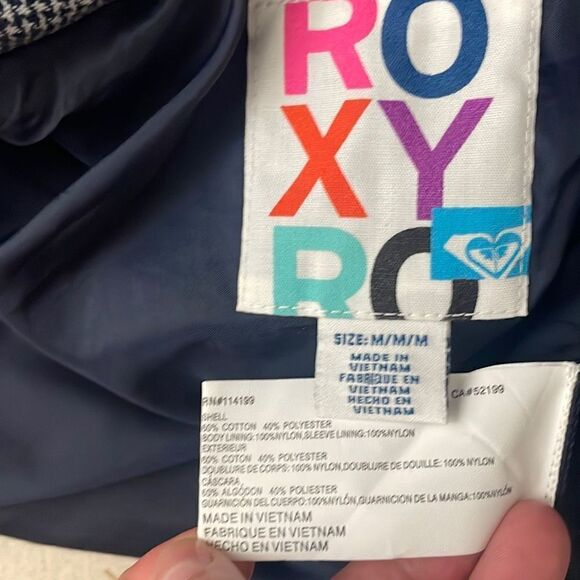 RO
XY
RO
SIZE: M/M/M
MADE IN
VIETNAM
FABRIQUE EN
VIETNAM
HECHO EN
VIETNAM
RN#114199
CA#52199
SHELL
60% COTTON 40% POLYESTER
BODY LINING:100%NYLON,SLEEVE LINING:100%NYLON
EXTERIEUR
60% COTON 40% POLYESTER
DOUBLURE DE CORPS: 100% NYLON,DOUBLURE DE DOUILLE: 100% NYLON
CÁSCARA,
60% ALGODÓN 40% POLIESTER
GUARNICIÓN DEL CUERPO:100%NYLÓN,GUARNICION DE LA MANGA:100%NYLÓN
MADE IN VIETNAM
FABRIQUE EN VIETNAM
HECHO EN VIETNAM